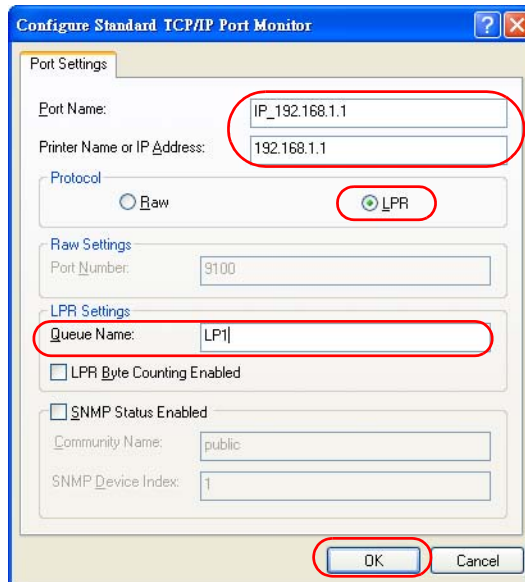 Configure Standard TCP/IP Port Monitor
Port Settings
Port Name: IP_192.168.1.1
Printer Name or IP Address: 192.168.1.1
Protocol
Raw LPR
Raw Settings
Port Number: 9100
LPR Settings
Queue Name: LP1
LPR Byte Counting Enabled
SNMP Status Enabled
Community Name: public
SNMP Device Index: 1
OK Cancel